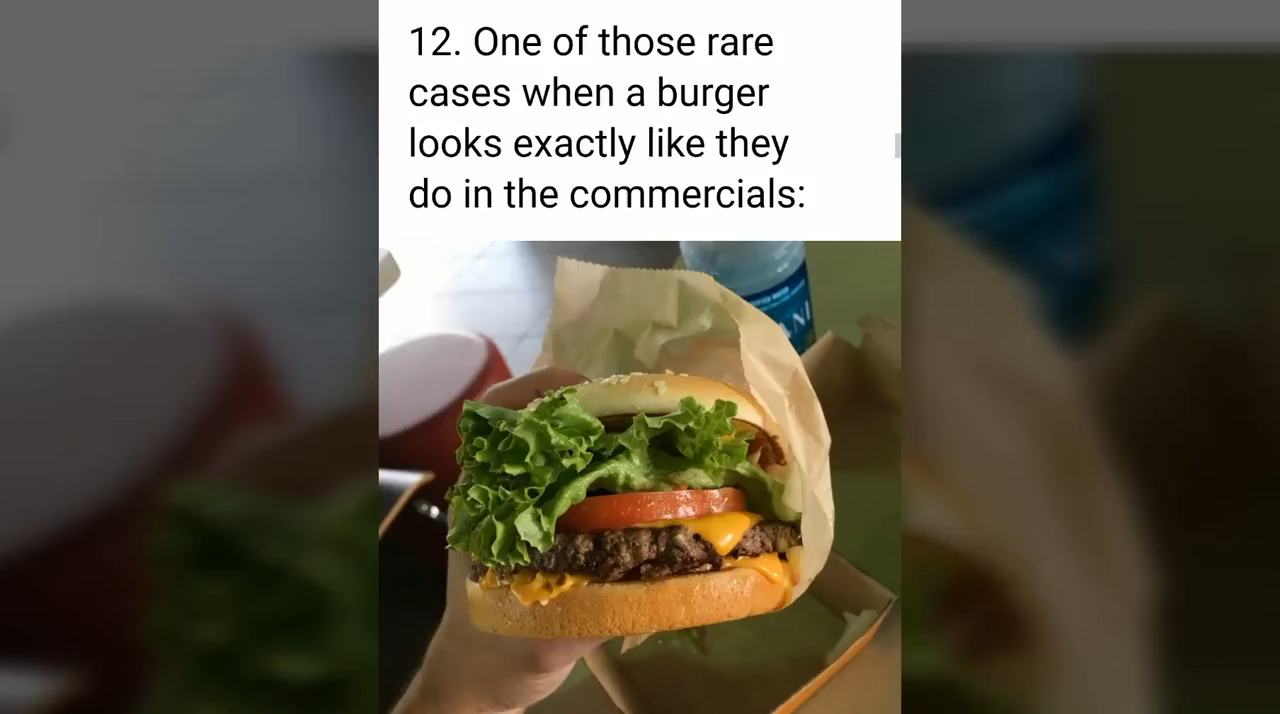 12. One of those rare
cases when a burger
looks exactly like they
do in the commercials: